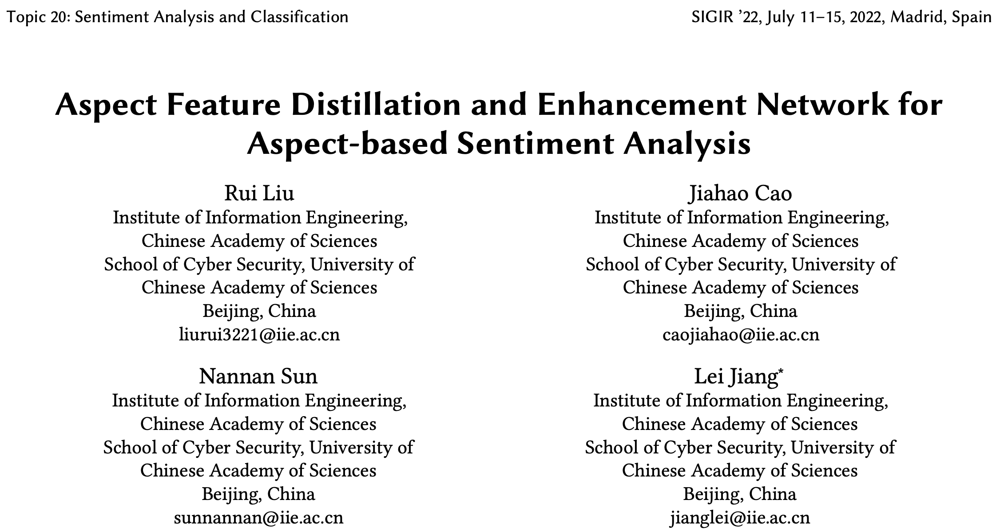 Topic 20: Sentiment Analysis and Classification
SIGIR ’22, July 11–15, 2022, Madrid, Spain
Aspect Feature Distillation and Enhancement Network for
Aspect-based Sentiment Analysis
Rui Liu
Institute of Information Engineering,
Chinese Academy of Sciences
School of Cyber Security, University of
Chinese Academy of Sciences
Beijing, China
liurui3221@iie.ac.cn
Jiahao Cao
Institute of Information Engineering,
Chinese Academy of Sciences
School of Cyber Security, University of
Chinese Academy of Sciences
Beijing, China
caojiahao@iie.ac.cn
Nannan Sun
Institute of Information Engineering,
Chinese Academy of Sciences
School of Cyber Security, University of
Chinese Academy of Sciences
Beijing, China
sunnannan@iie.ac.cn
Lei Jiang*
Institute of Information Engineering,
Chinese Academy of Sciences
School of Cyber Security, University of
Chinese Academy of Sciences
Beijing, China
jianglei@iie.ac.cn